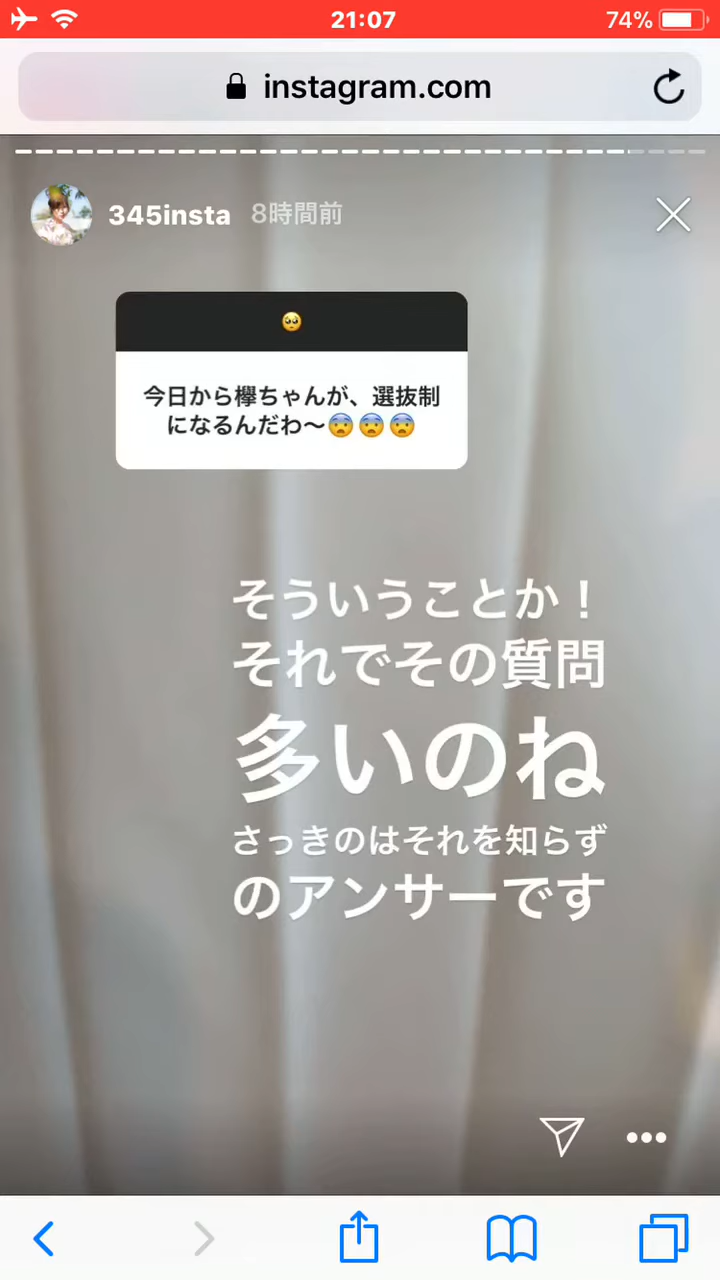 21:07
74%
instagram.com
345insta 8時間前
🥺
今日から欅ちゃんが、選抜制
になるんだわ〜😨😨😨
そういうことか！
それでその質問
多いのね
さっきのはそれを知らず
のアンサーです